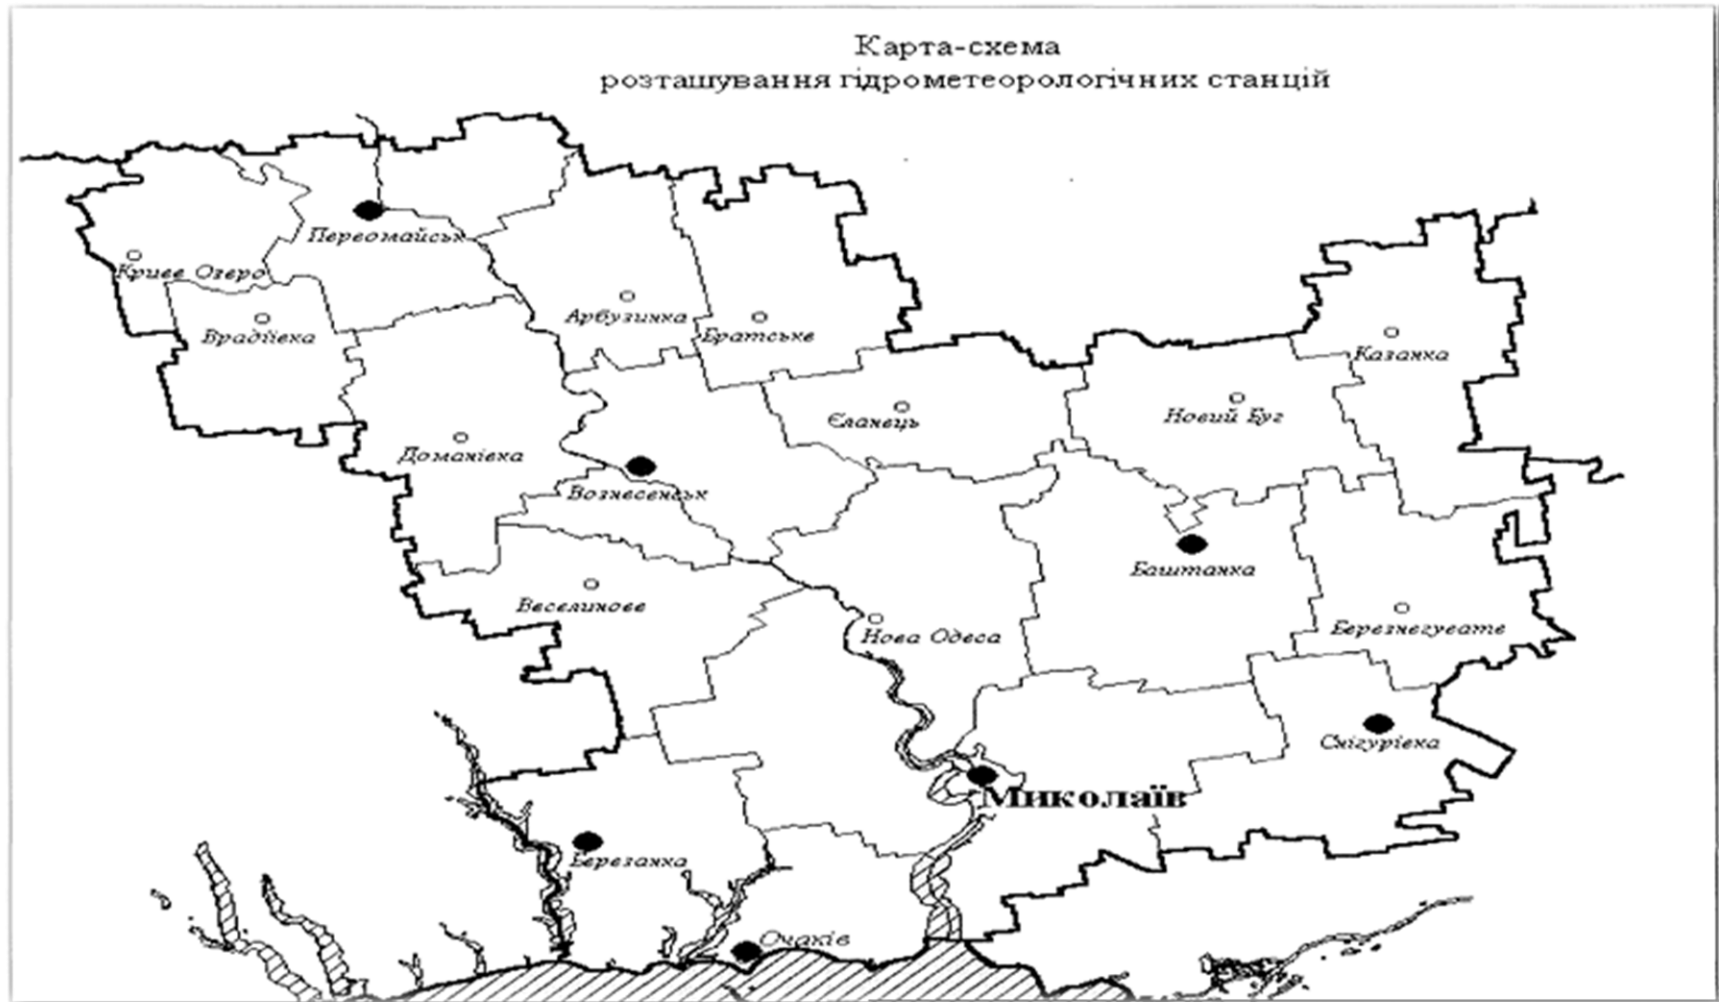 Карта-схема
розташування гідрометеорологічних станцій
Первомайськ
Криве Озеро
Врадіївка
Арбузинка
Братське
Казанка
Єланець
Новий Буг
Доманівка
Вознесенськ
Баштанка
Веселинове
Нова Одеса
Березнегувате
Снігурівка
Миколаїв
Березанка
Очаків